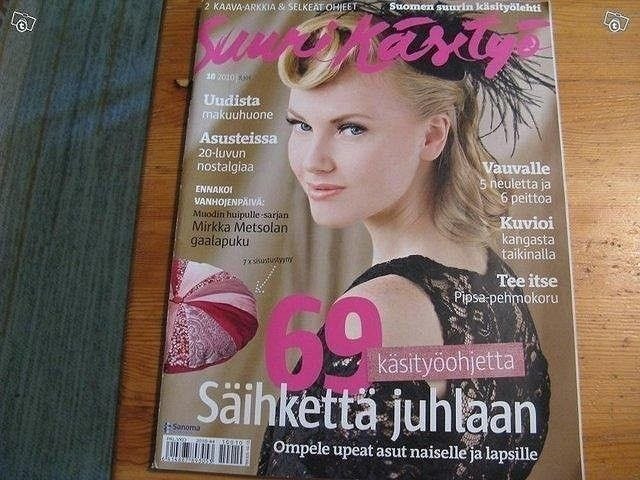 2 KAAVA-ARKKIA & SELKEÄT OHJEET
Suomen suurin käsityölehti
Suuri Käsityö
10 2010
Uudista
makuuhuone
Asusteissa
20-luvun
nostalgiaa
ENNAKOI
VANHOJENPÄIVÄ:
Muodin huipulle -sarjan
Mirkka Metsolan
gaalapuku
7 x sisustustyyny
Vauvalle
5 neuletta ja
6 peittoa
Kuvioi
kangasta
taikinalla
Tee itse
Pipsa-pehmokoru
69
käsityöohjetta
Säihkettä juhlaan
Ompele upeat asut naiselle ja lapsille
Sanoma